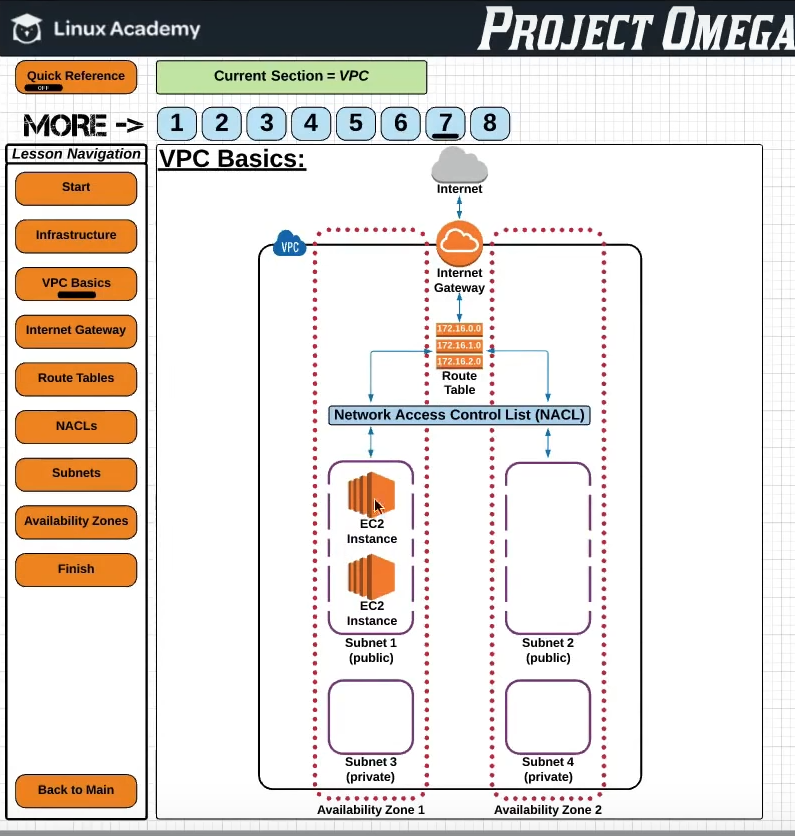 Linux Academy
PROJECT OMEGA
Quick Reference
OFF
Current Section = VPC
MORE ->
1 2 3 4 5 6 7 8
Lesson Navigation
Start
Infrastructure
VPC Basics
Internet Gateway
Route Tables
NACLs
Subnets
Availability Zones
Finish
Back to Main
VPC Basics:
Internet
VPC
Internet
Gateway
172.16.0.0
172.16.1.0
172.16.2.0
Route
Table
Network Access Control List (NACL)
EC2
Instance
EC2
Instance
Subnet 1
(public)
Subnet 2
(public)
Subnet 3
(private)
Subnet 4
(private)
Availability Zone 1
Availability Zone 2